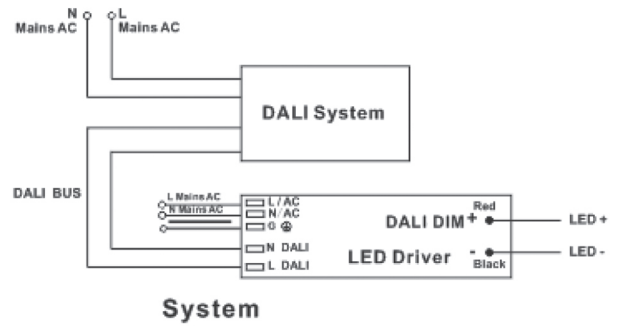 N L
Mains AC Mains AC
DALI System
DALI BUS
L Mains AC
N Mains AC
L / AC
N/AC
G
N DALI
L DALI
DALI DIM
LED Driver
Red
+
-
Black
LED +
LED -
System